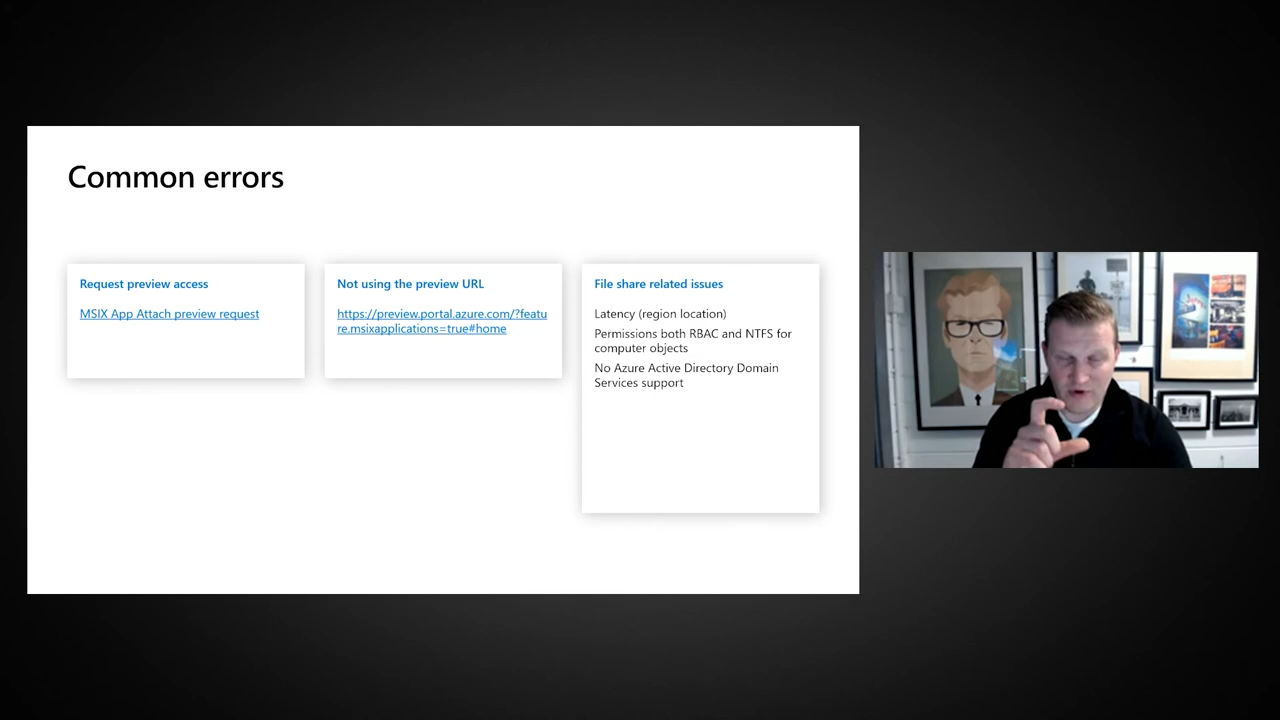 Common errors
Request preview access
MSIX App Attach preview request
Not using the preview URL
https://preview.portal.azure.com/?featu
re.msixapplications=true#home
File share related issues
Latency (region location)
Permissions both RBAC and NTFS for
computer objects
No Azure Active Directory Domain
Services support